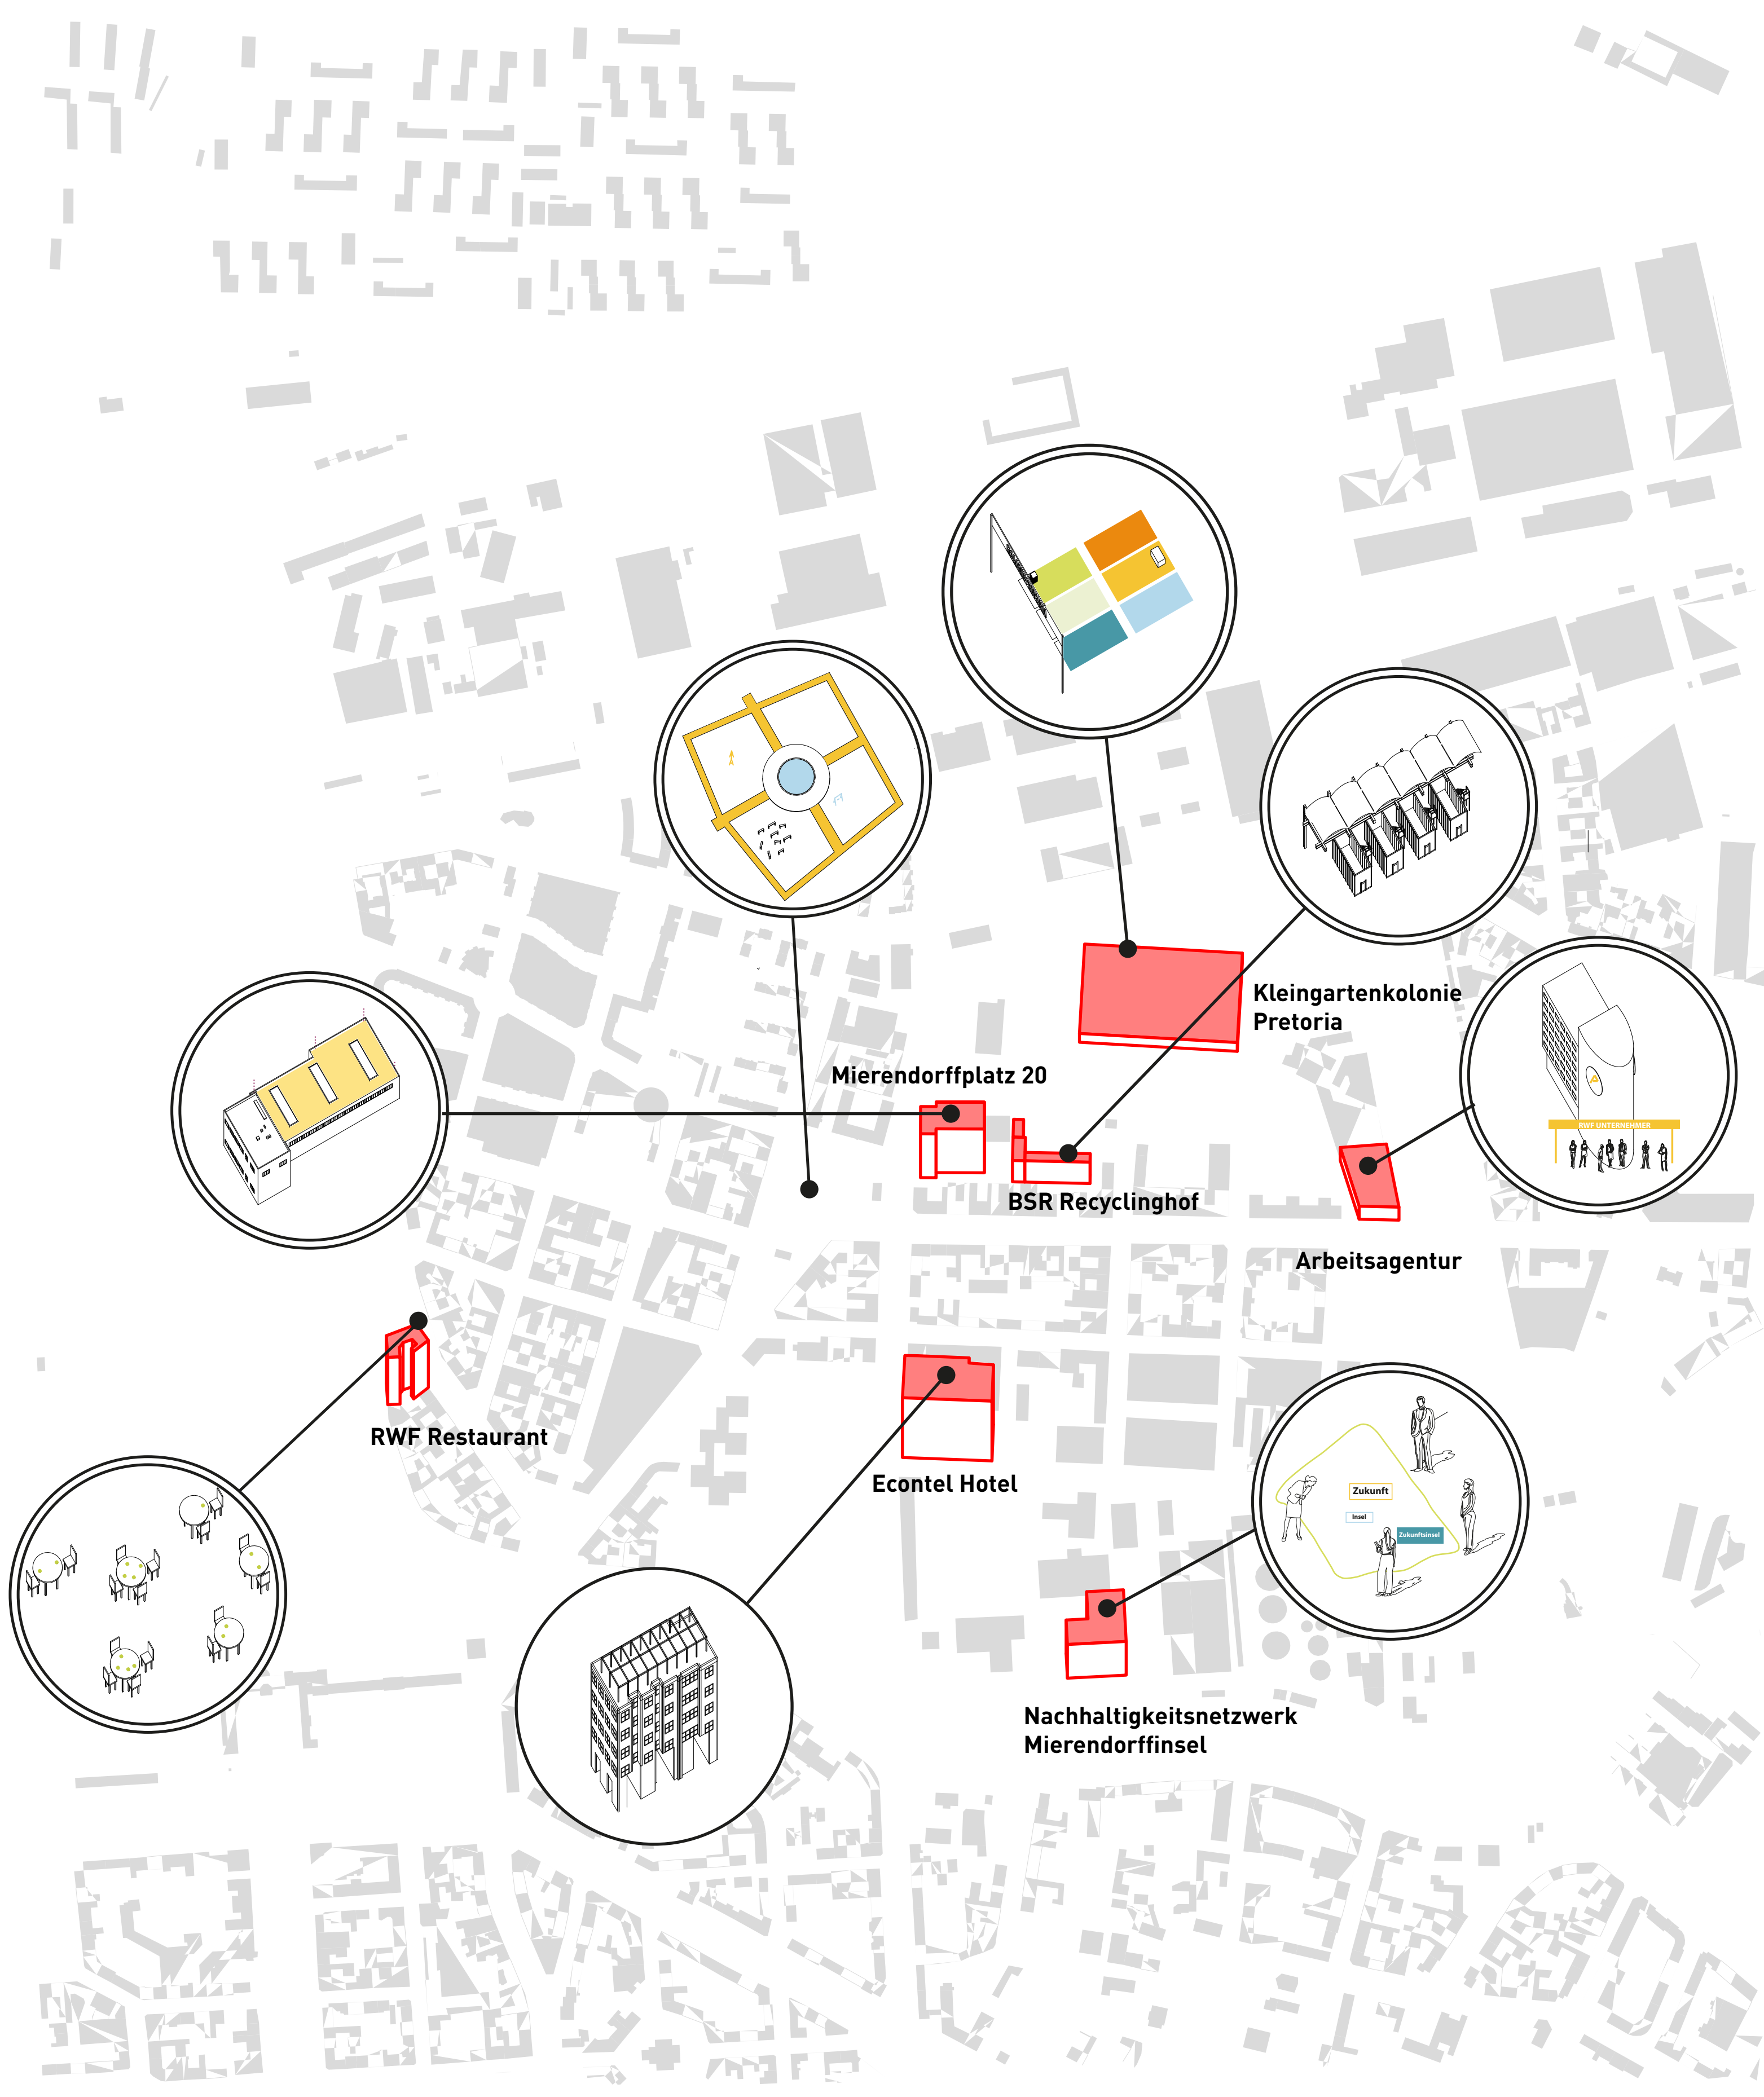 Kleingartenkolonie
Pretoria
Mierendorffplatz 20
RWF UNTERNEHMER
BSR Recyclinghof
Arbeitsagentur
RWF Restaurant
Econtel Hotel
Zukunft
Insel
Zukunftsinsel
Nachhaltigkeitsnetzwerk
Mierendorffinsel